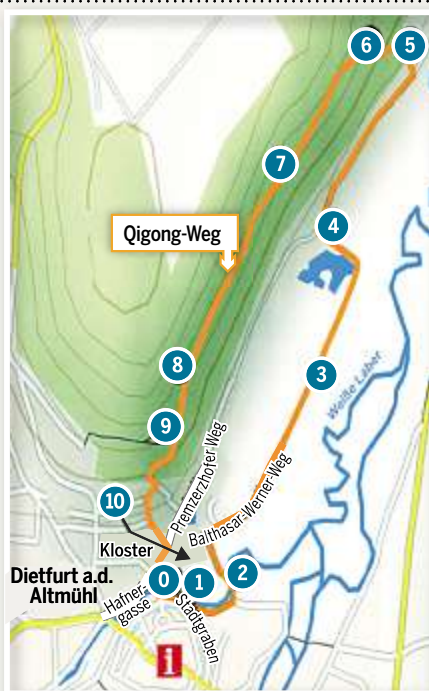 6
5
7
4
Qigong-Weg
3
8
Weiße Laber
9
Premzerzhofer Weg
Balthasar-Werner-Weg
10
Kloster
Dietfurt a.d.
Altmühl
0
1
2
Hafner-
gasse
Stadtgraben
i